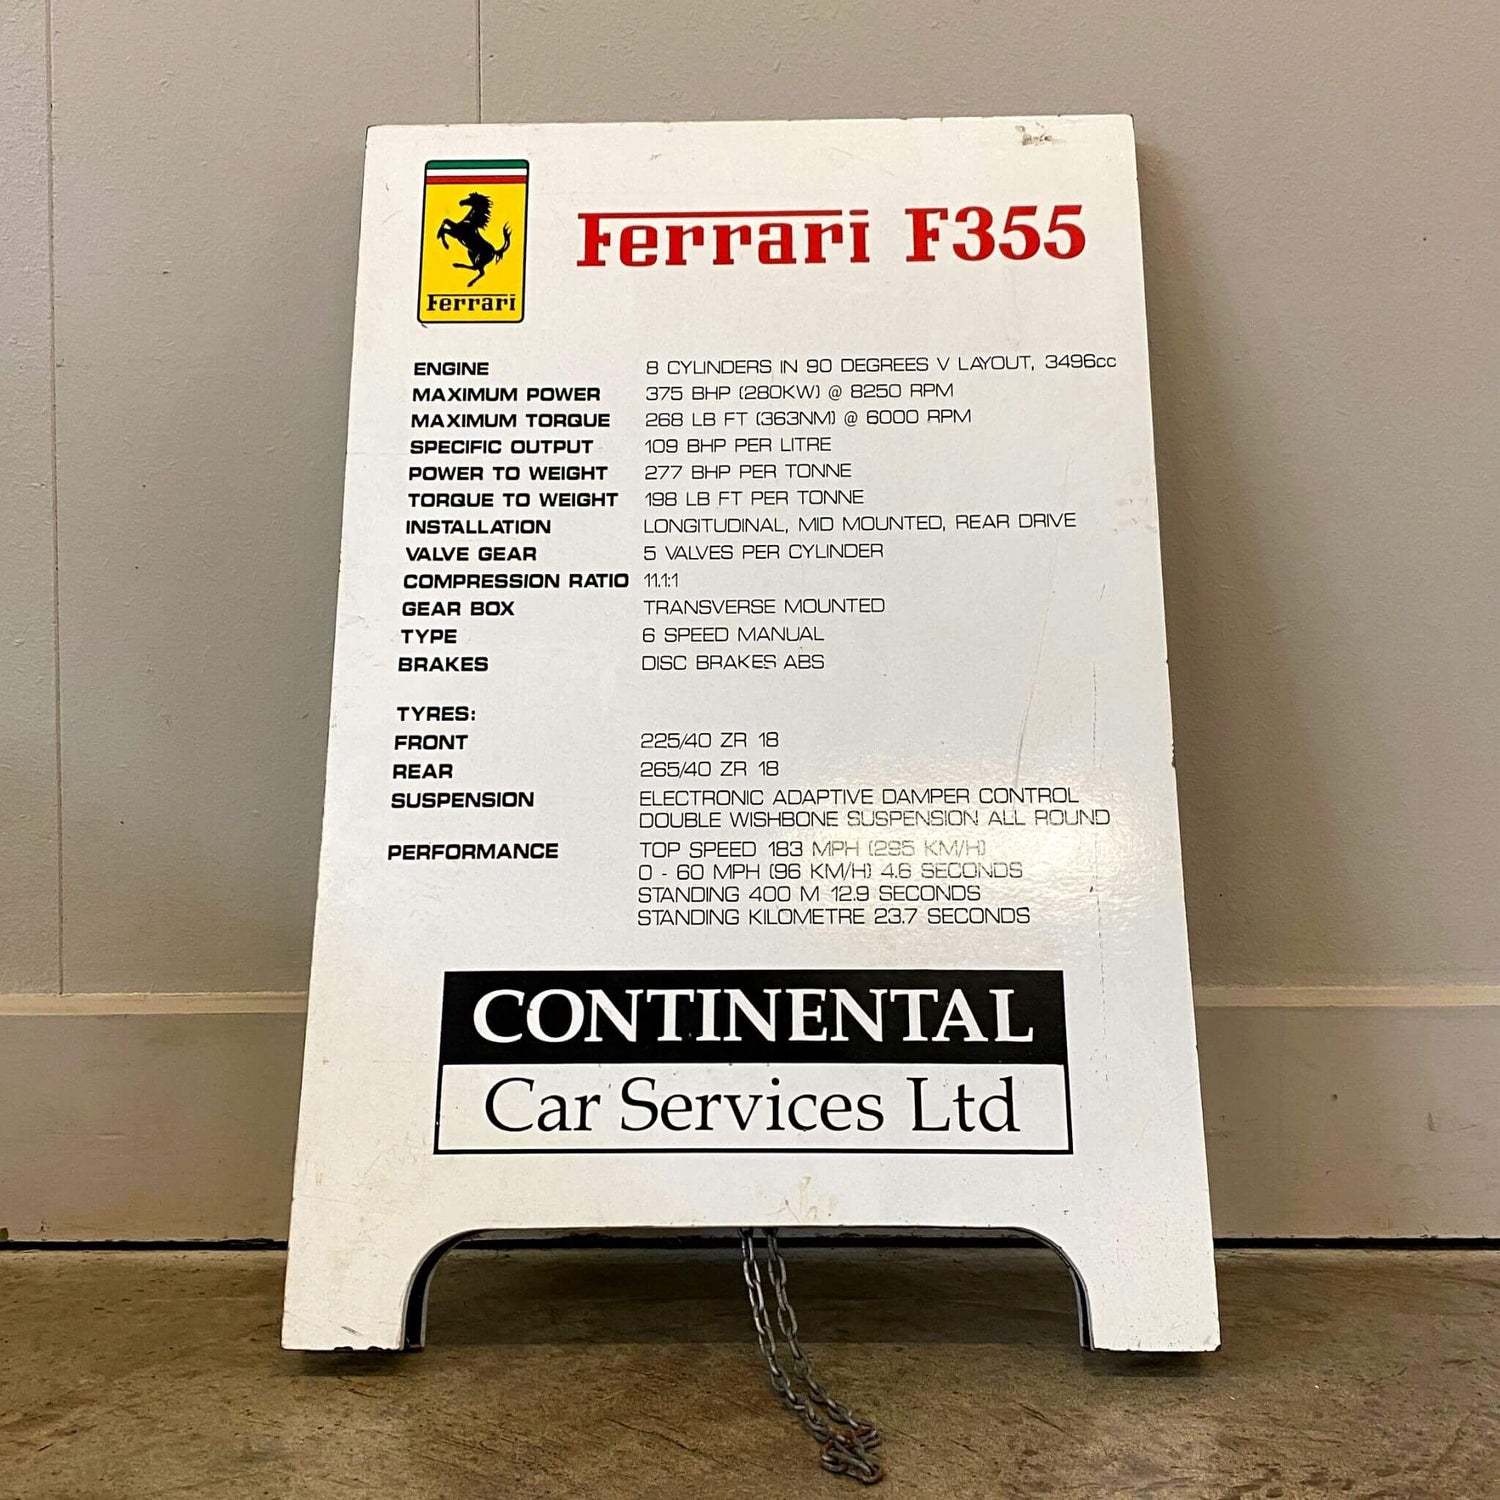 Ferrari
Ferrari F355
ENGINE 8 CYLINDERS IN 90 DEGREES V LAYOUT, 3496cc
MAXIMUM POWER 375 BHP (280KW) @ 8250 RPM
MAXIMUM TORQUE 268 LB FT (363NM) @ 6000 RPM
SPECIFIC OUTPUT 109 BHP PER LITRE
POWER TO WEIGHT 277 BHP PER TONNE
TORQUE TO WEIGHT 198 LB FT PER TONNE
INSTALLATION LONGITUDINAL, MID MOUNTED, REAR DRIVE
VALVE GEAR 5 VALVES PER CYLINDER
COMPRESSION RATIO 11.1:1
GEAR BOX TRANSVERSE MOUNTED
TYPE 6 SPEED MANUAL
BRAKES DISC BRAKES ABS
TYRES:
FRONT 225/40 ZR 18
REAR 265/40 ZR 18
SUSPENSION ELECTRONIC ADAPTIVE DAMPER CONTROL
DOUBLE WISHBONE SUSPENSION ALL ROUND
PERFORMANCE TOP SPEED 183 MPH (295 KM/H)
0 - 60 MPH (96 KM/H) 4.6 SECONDS
STANDING 400 M 12.9 SECONDS
STANDING KILOMETRE 23.7 SECONDS
CONTINENTAL
Car Services Ltd